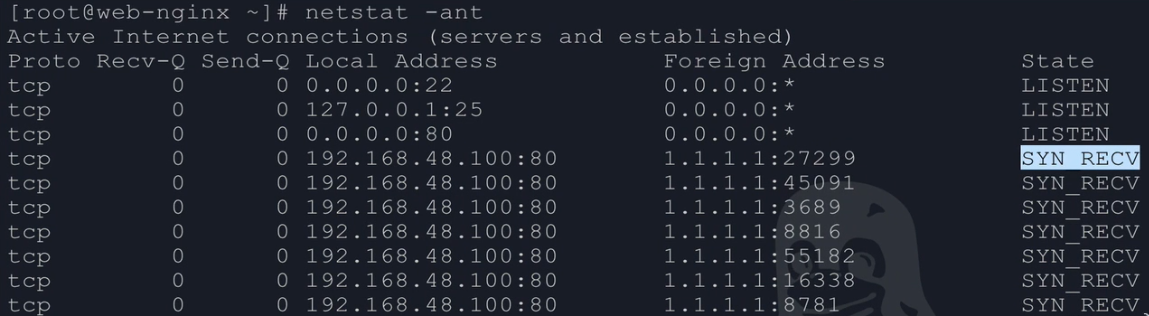 [root@web-nginx ~]# netstat -ant
Active Internet connections (servers and established)
Proto Recv-Q Send-Q Local Address           Foreign Address         State
tcp        0      0 0.0.0.0:22              0.0.0.0:*               LISTEN
tcp        0      0 127.0.0.1:25            0.0.0.0:*               LISTEN
tcp        0      0 0.0.0.0:80              0.0.0.0:*               LISTEN
tcp        0      0 192.168.48.100:80       1.1.1.1:27299           SYN_RECV
tcp        0      0 192.168.48.100:80       1.1.1.1:45091           SYN_RECV
tcp        0      0 192.168.48.100:80       1.1.1.1:3689            SYN_RECV
tcp        0      0 192.168.48.100:80       1.1.1.1:8816            SYN_RECV
tcp        0      0 192.168.48.100:80       1.1.1.1:55182           SYN_RECV
tcp        0      0 192.168.48.100:80       1.1.1.1:16338           SYN_RECV
tcp        0      0 192.168.48.100:80       1.1.1.1:8781            SYN_RECV